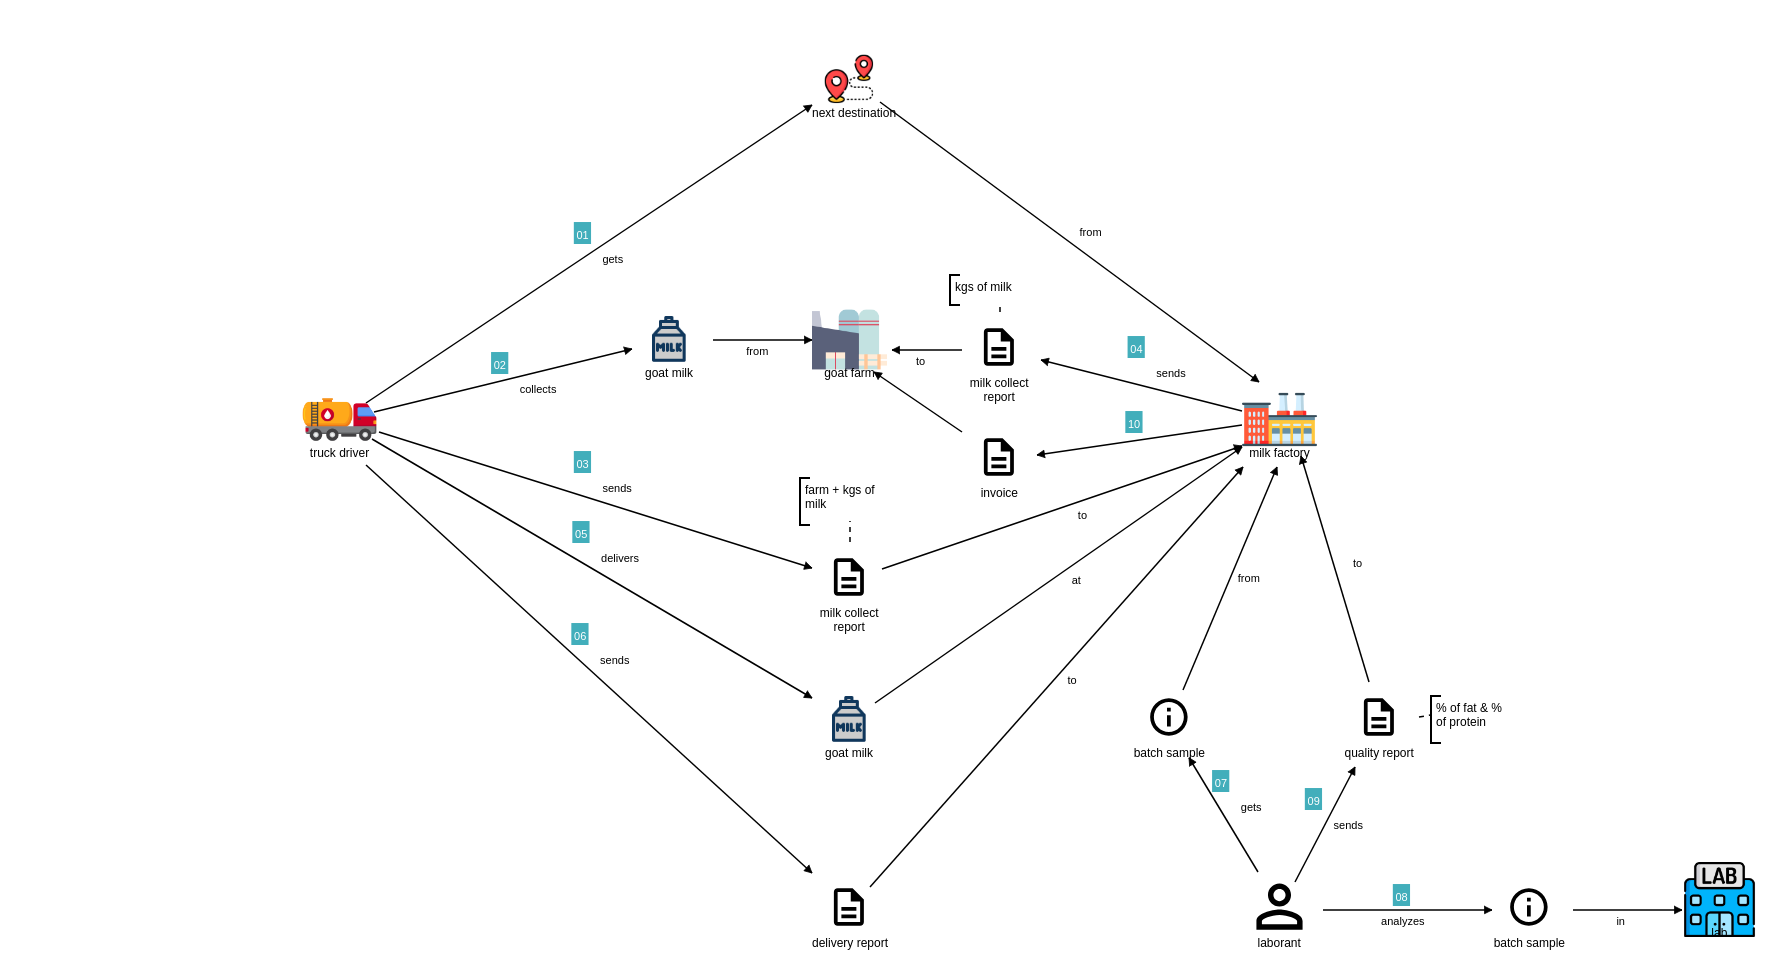 next destination
01
gets
from
kgs of milk
MILK
goat milk
from
goat farm
to
milk collect
report
04
sends
02
collects
10
truck driver
milk factory
03
sends
invoice
farm + kgs of
milk
to
05
delivers
milk collect
report
at
from
to
06
sends
to
MILK
goat milk
batch sample
quality report
% of fat & %
of protein
07
gets
09
sends
delivery report
laborant
08
analyzes
batch sample
in
LAB
lab